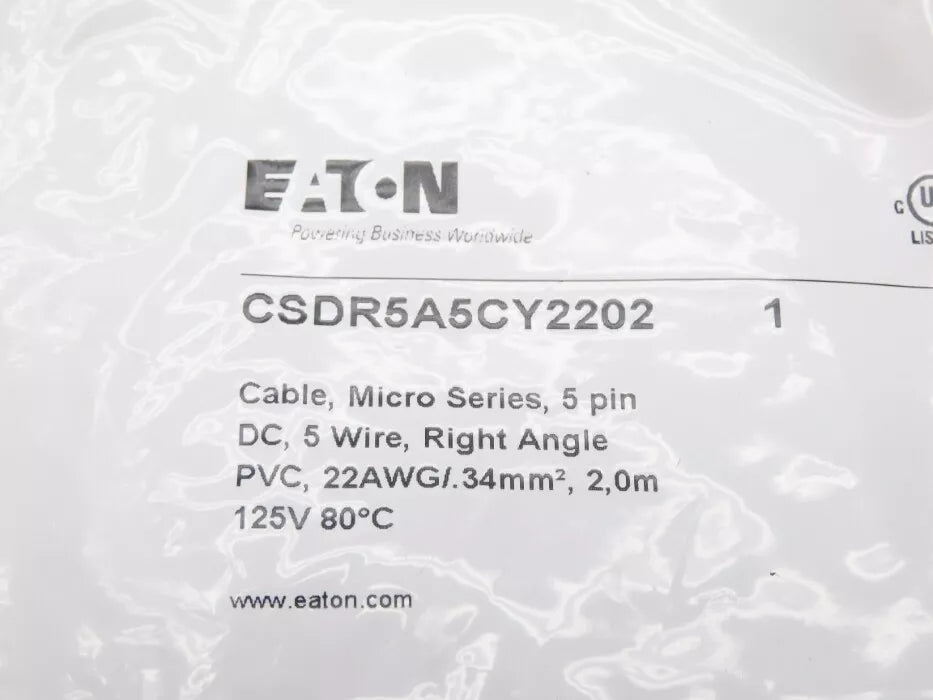 EATON
Powering Business Worldwide
C U
LIS
CSDR5A5CY2202 1
Cable, Micro Series, 5 pin
DC, 5 Wire, Right Angle
PVC, 22AWG/.34mm², 2,0m
125V 80°C
www.eaton.com